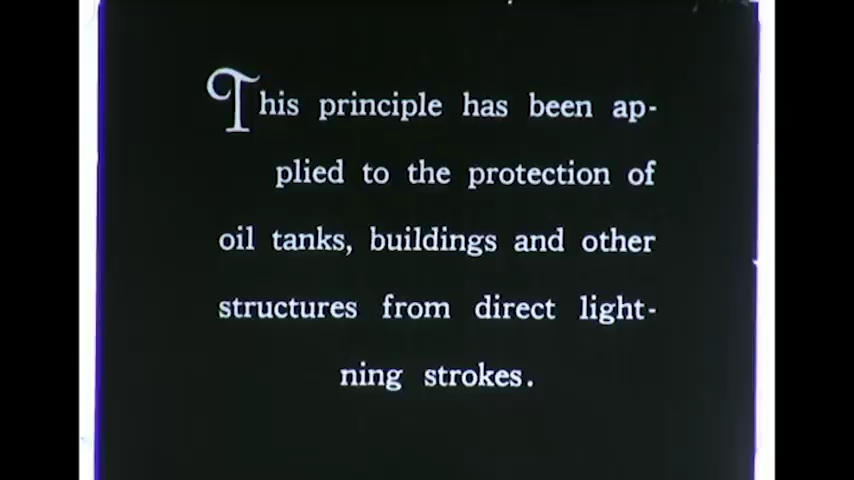 This principle has been ap-
plied to the protection of
oil tanks, buildings and other
structures from direct light-
ning strokes.